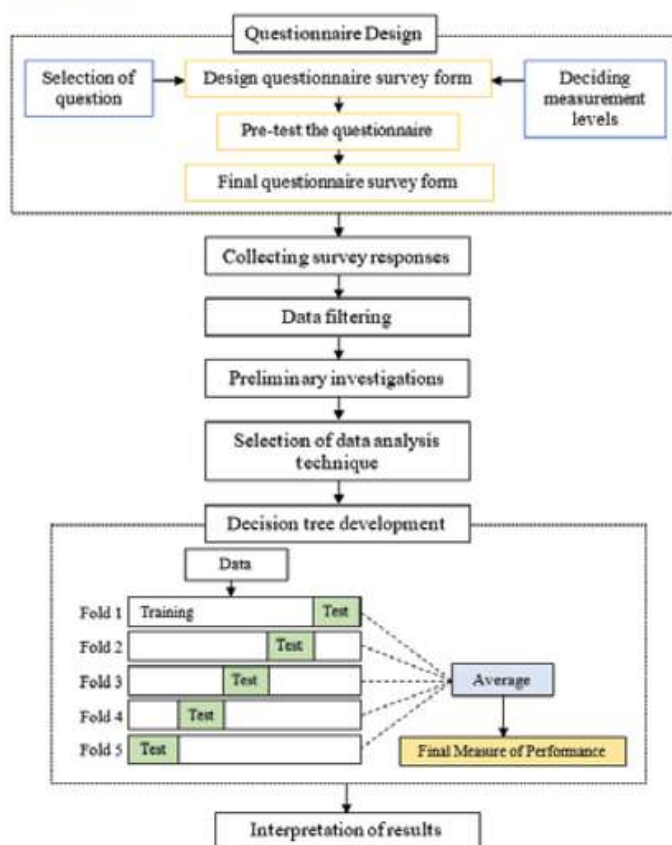 Questionnaire Design
Selection of
question
Design questionnaire survey form
Deciding
measurement
levels
Pre-test the questionnaire
Final questionnaire survey form
Collecting survey responses
Data filtering
Preliminary investigations
Selection of data analysis
technique
Decision tree development
Data
Fold 1 Training Test
Fold 2 Test
Fold 3 Test
Fold 4 Test
Fold 5 Test
Average
Final Measure of Performance
Interpretation of results